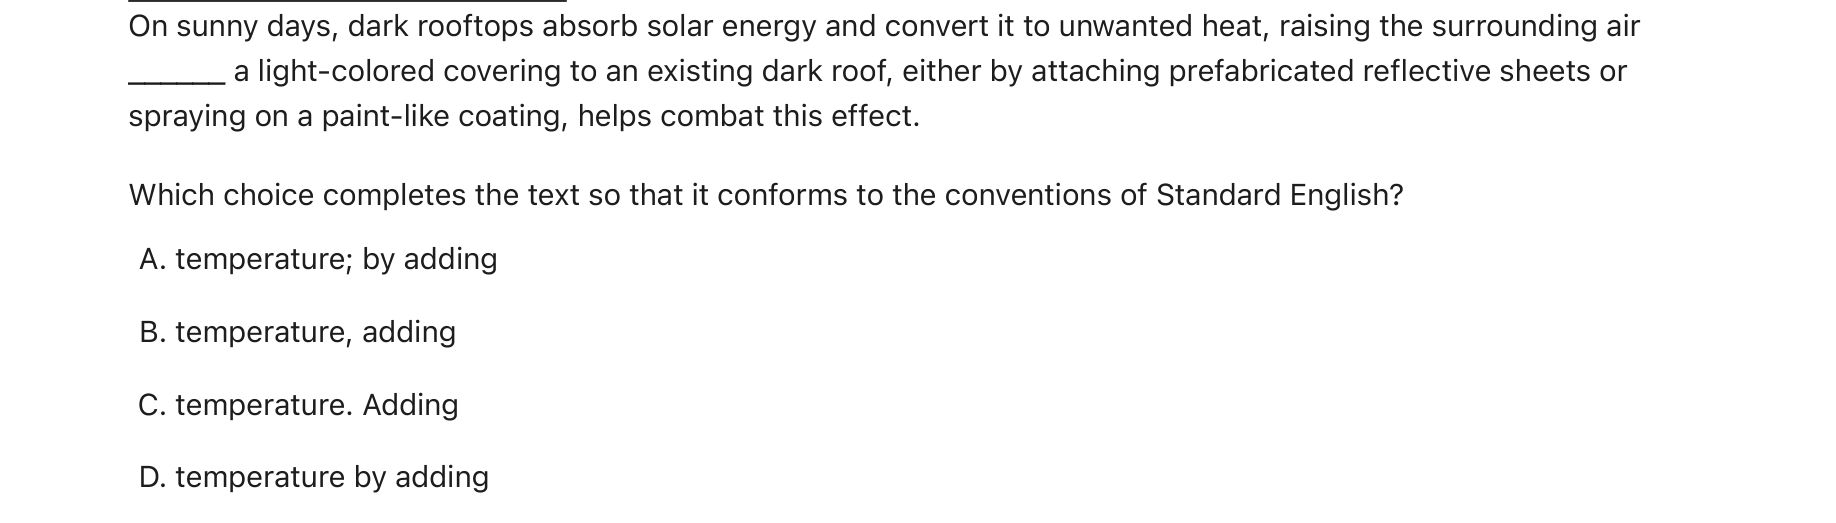 On sunny days, dark rooftops absorb solar energy and convert it to unwanted heat, raising the surrounding air
______ a light-colored covering to an existing dark roof, either by attaching prefabricated reflective sheets or
spraying on a paint-like coating, helps combat this effect.
Which choice completes the text so that it conforms to the conventions of Standard English?
A. temperature; by adding
B. temperature, adding
C. temperature. Adding
D. temperature by adding